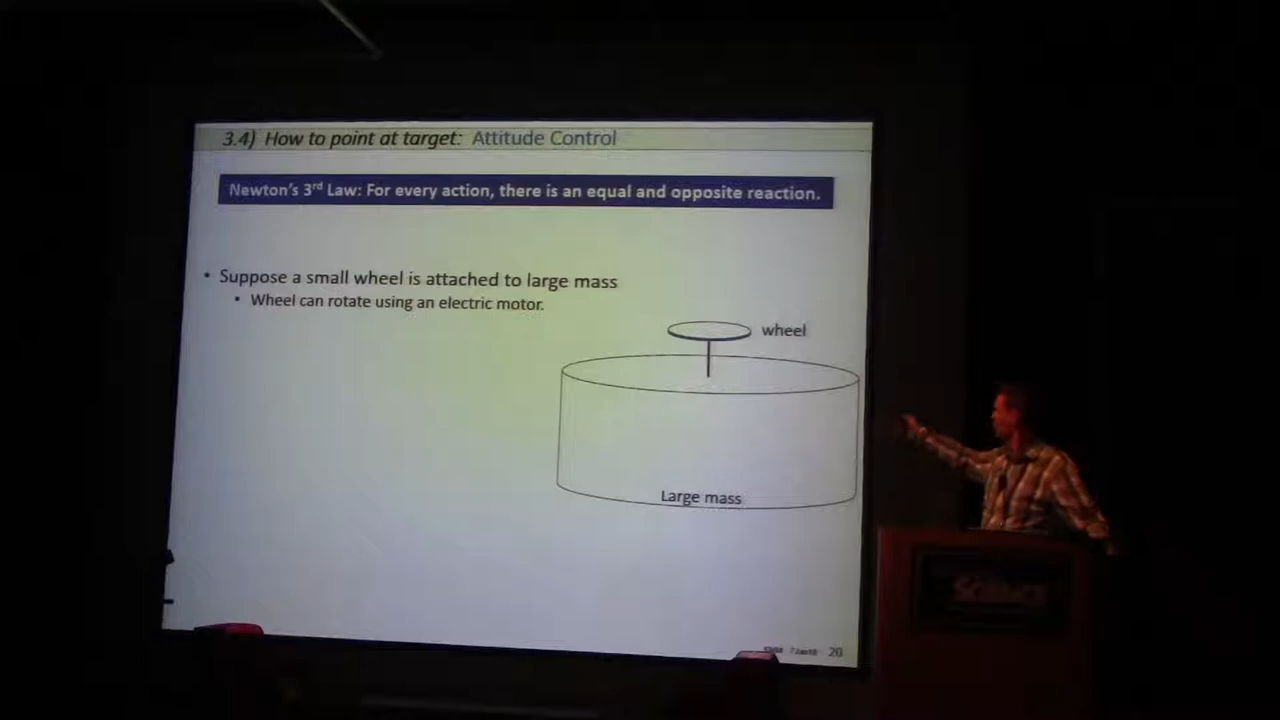 3.4) How to point at target: Attitude Control
Newton's 3rd Law: For every action, there is an equal and opposite reaction.
• Suppose a small wheel is attached to large mass
• Wheel can rotate using an electric motor.
wheel
Large mass
20